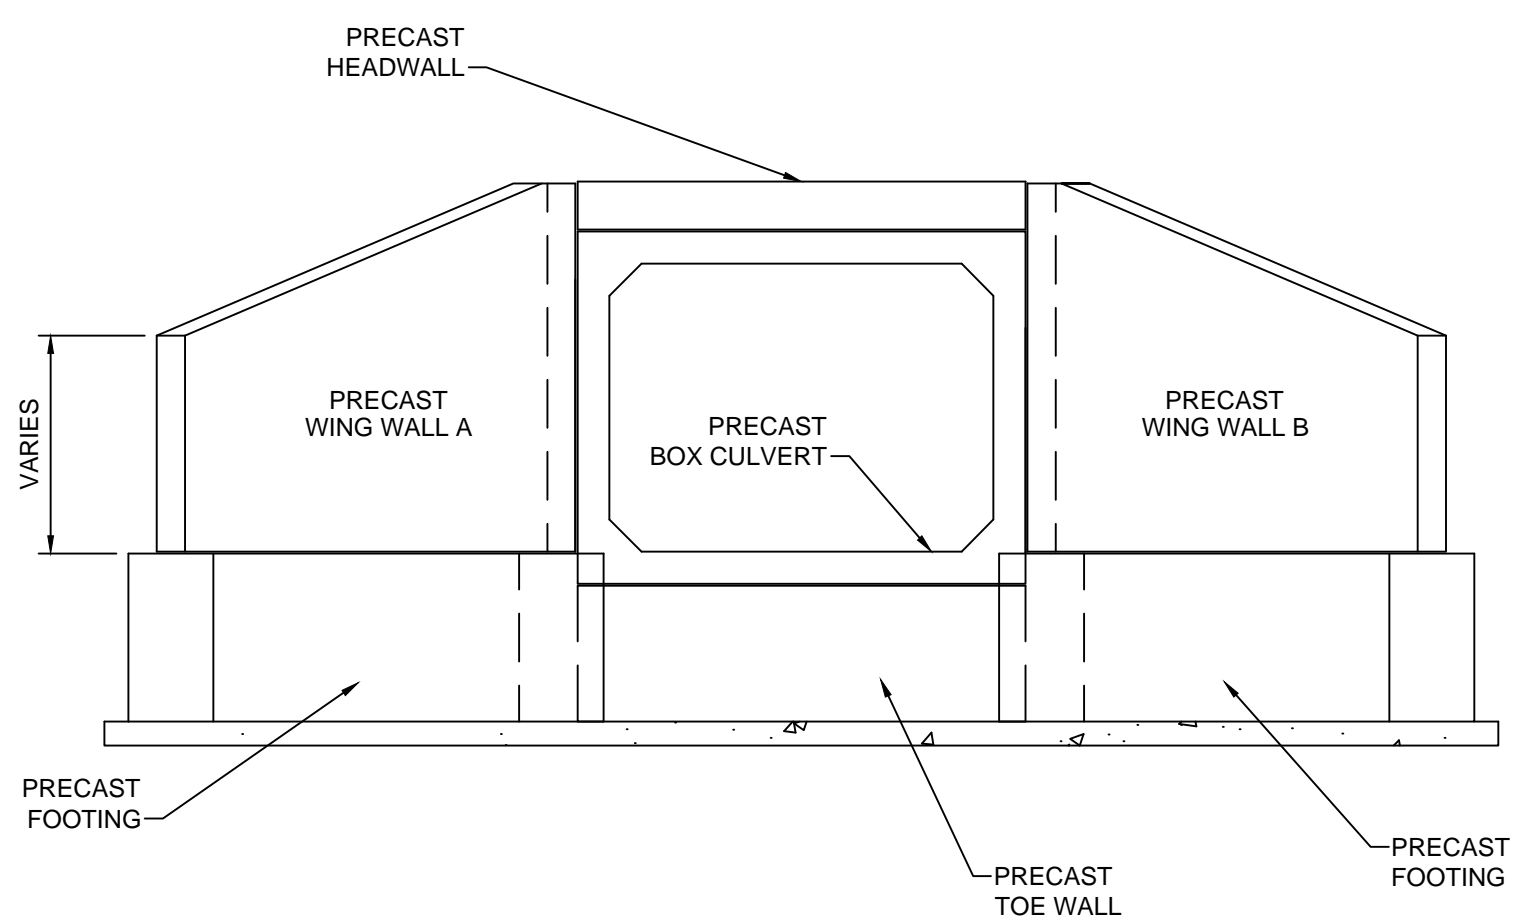 PRECAST
HEADWALL
VARIES
PRECAST
WING WALL A
PRECAST
BOX CULVERT
PRECAST
WING WALL B
PRECAST
FOOTING
PRECAST
TOE WALL
PRECAST
FOOTING